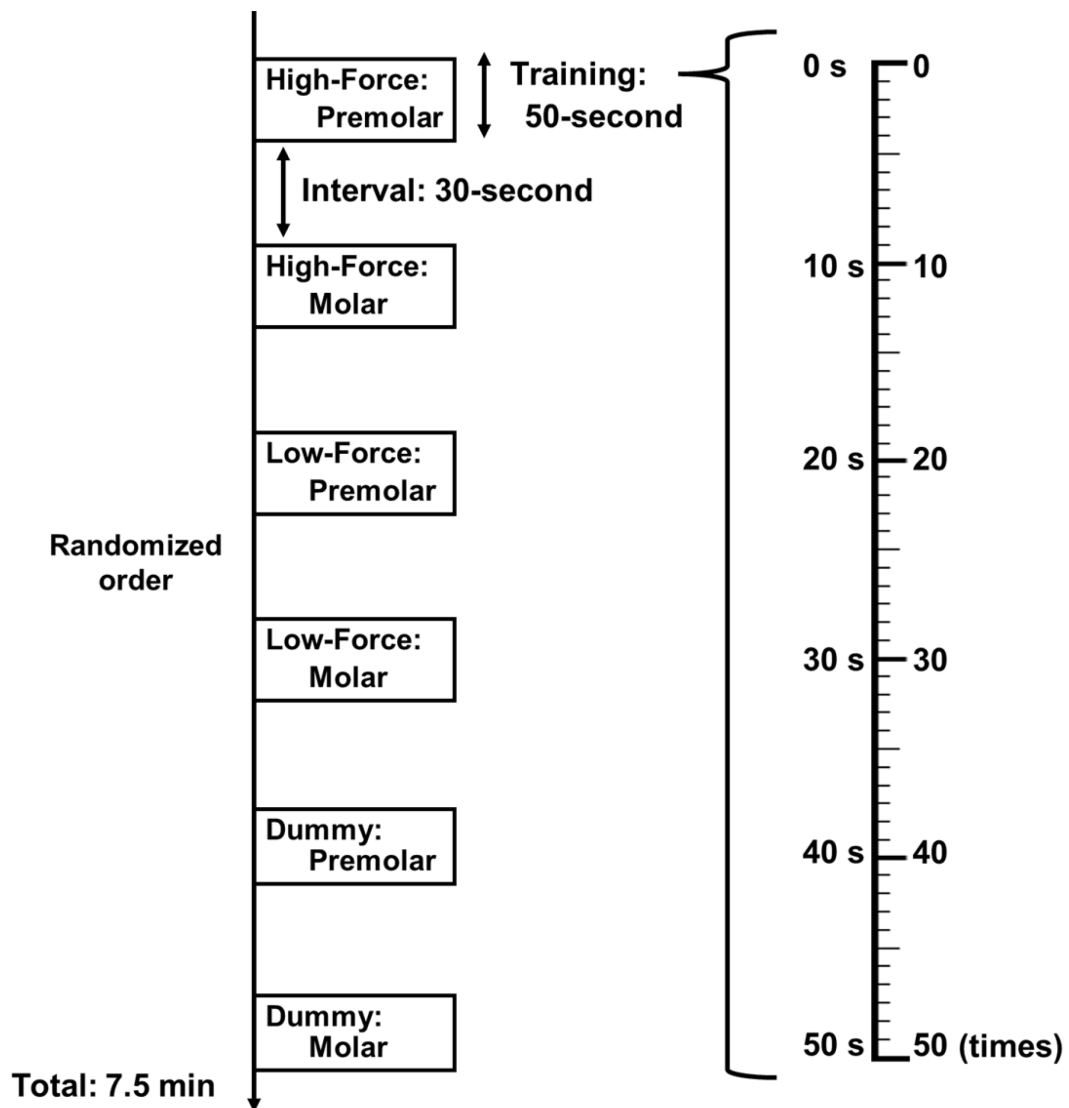 High-Force:
Premolar
Training:
50-second
Interval: 30-second
High-Force:
Molar
Low-Force:
Premolar
Randomized
order
Low-Force:
Molar
Dummy:
Premolar
Dummy:
Molar
Total: 7.5 min
0 s 0
10 s 10
20 s 20
30 s 30
40 s 40
50 s 50 (times)